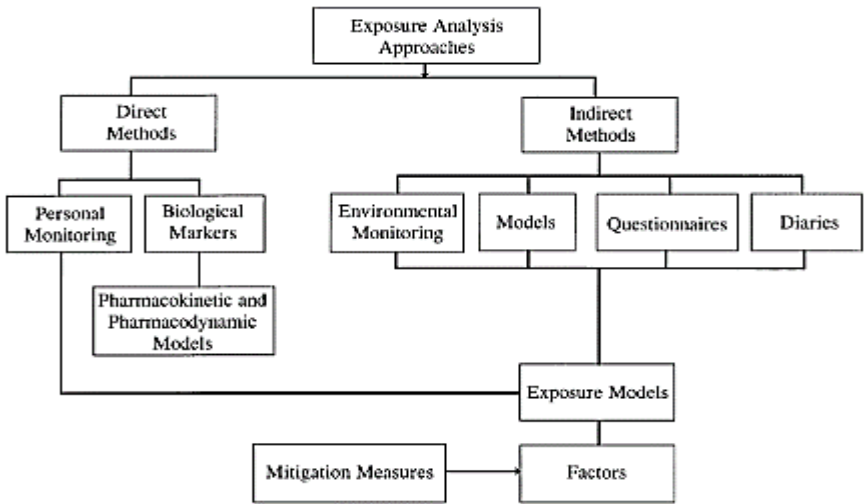 Exposure Analysis
Approaches
Direct
Methods
Indirect
Methods
Personal
Monitoring
Biological
Markers
Environmental
Monitoring
Models
Questionnaires
Diaries
Pharmacokinetic and
Pharmacodynamic
Models
Exposure Models
Mitigation Measures
Factors